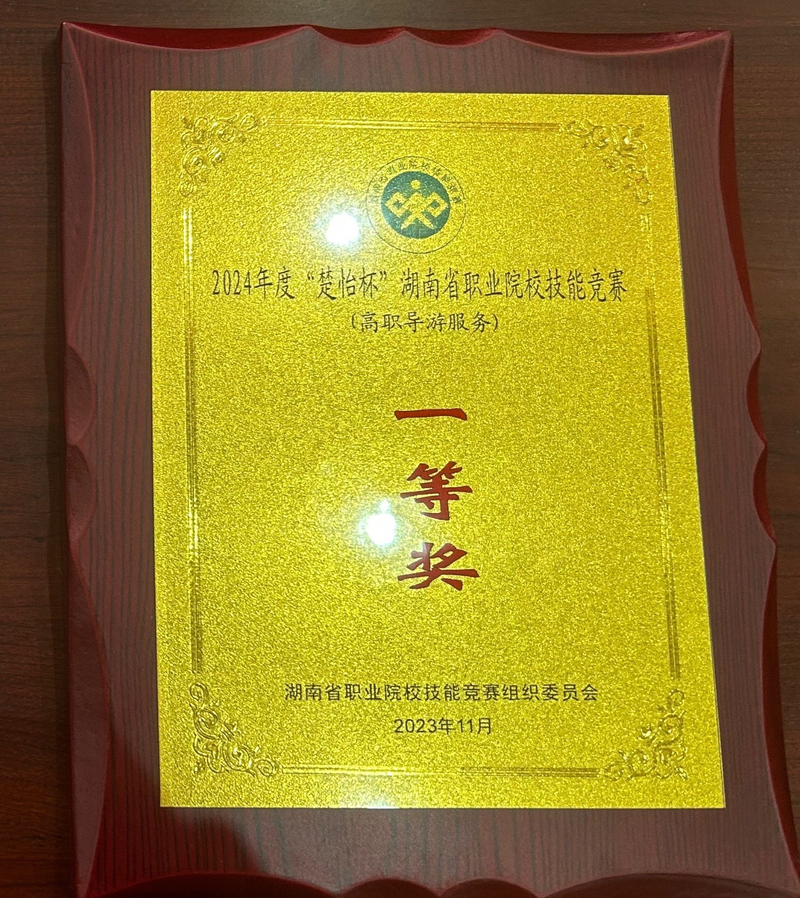 2024年度“楚怡杯”湖南省职业院校技能竞赛
(高职导游服务)
一
等
奖
湖南省职业院校技能竞赛组织委员会
2023年11月